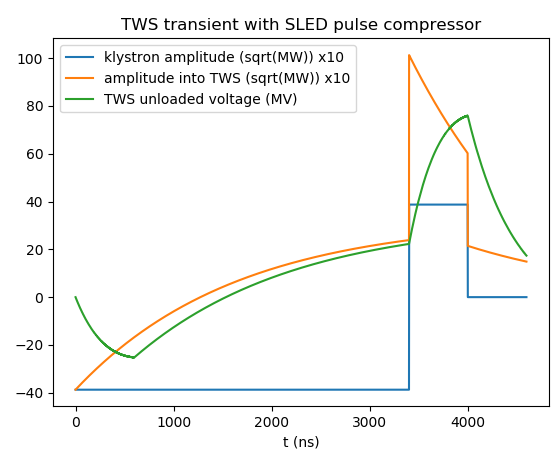 TWS transient with SLED pulse compressor
klystron amplitude (sqrt(MW)) x10
amplitude into TWS (sqrt(MW)) x10
TWS unloaded voltage (MV)
100
80
60
40
20
0
−20
−40
0 1000 2000 3000 4000
t (ns)